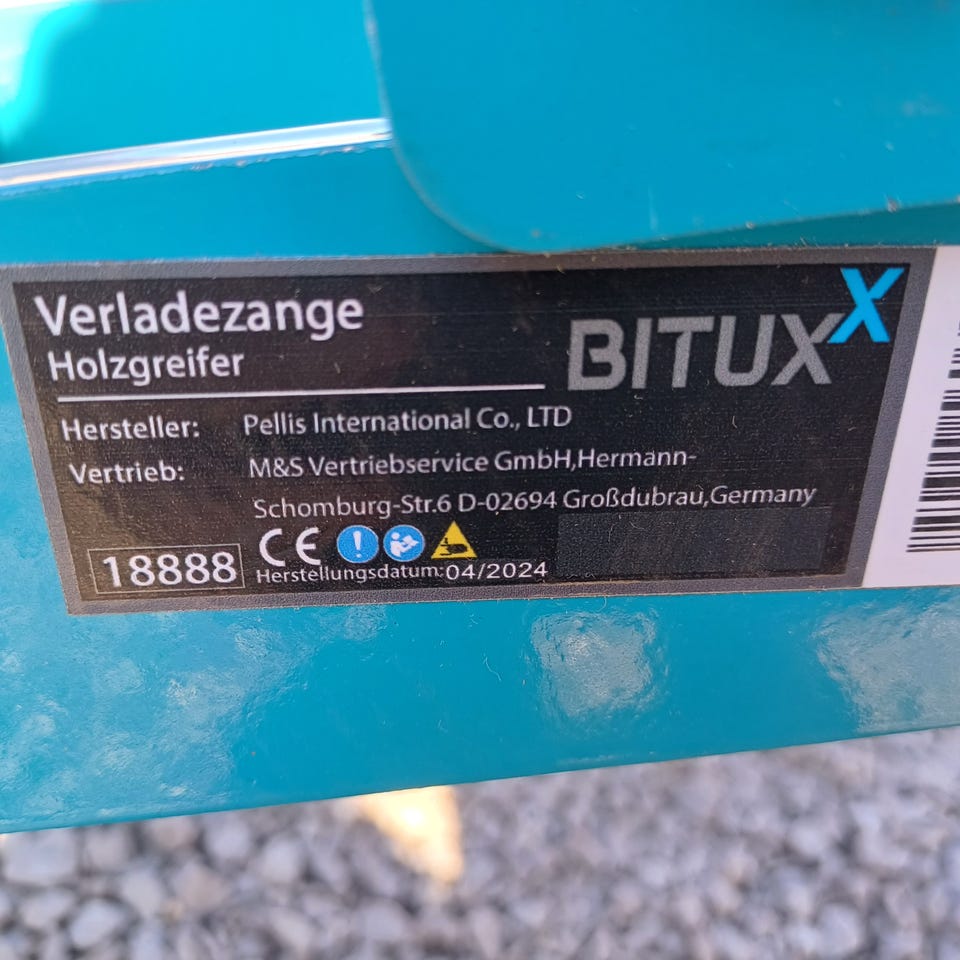 Verladezange
Holzgreifer
BITUXX
Hersteller: Pellis International Co., LTD
Vertrieb: M&S Vertriebservice GmbH,Hermann-
Schomburg-Str.6 D-02694 Großdubrau,Germany
18888
CE
Herstellungsdatum:04/2024